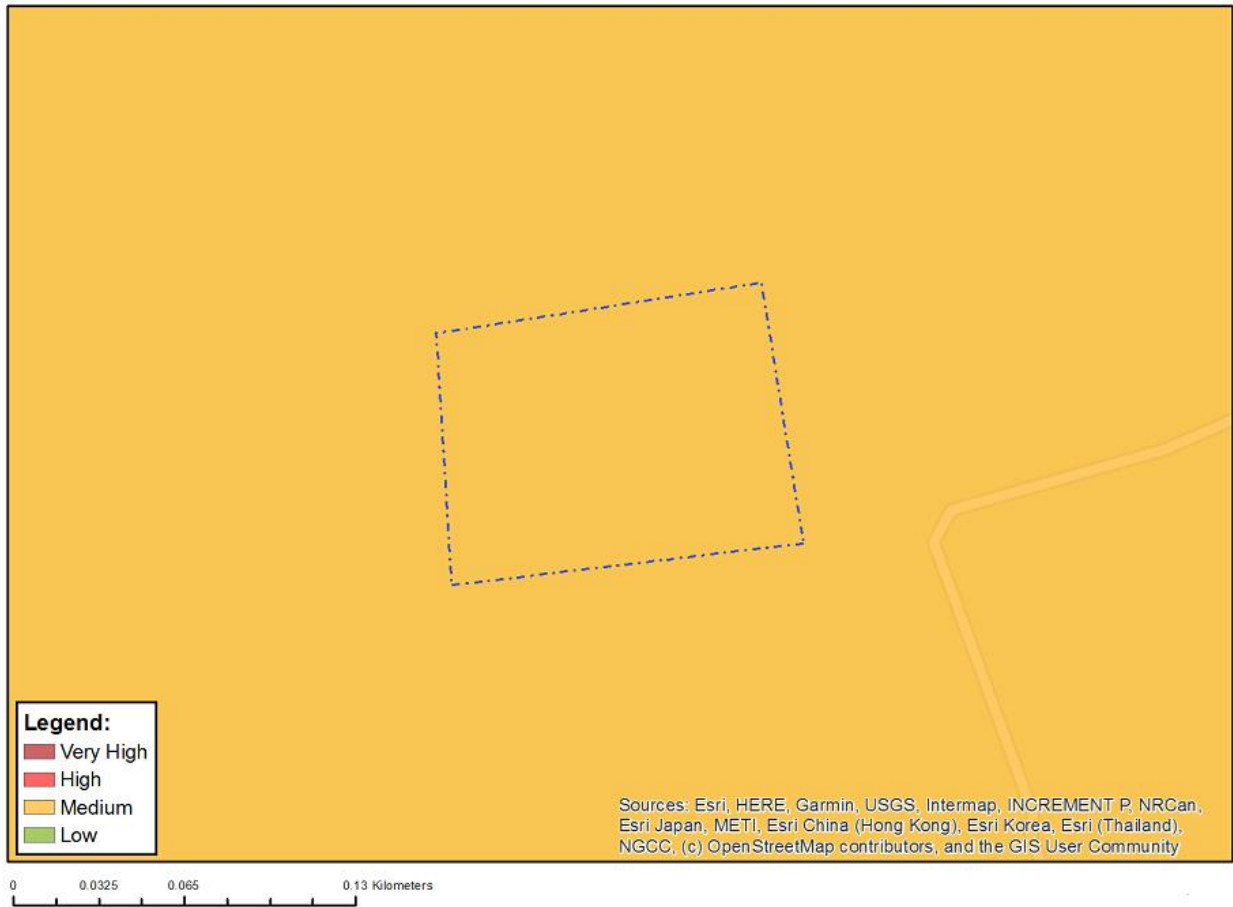 Legend:
Very High
High
Medium
Low
Sources: Esri, HERE, Garmin, USGS, Intermap, INCREMENT P, NRCan,
Esri Japan, METI, Esri China (Hong Kong), Esri Korea, Esri (Thailand),
NGCC, (c) OpenStreetMap contributors, and the GIS User Community
0 0.0325 0.065 0.13 Kilometers